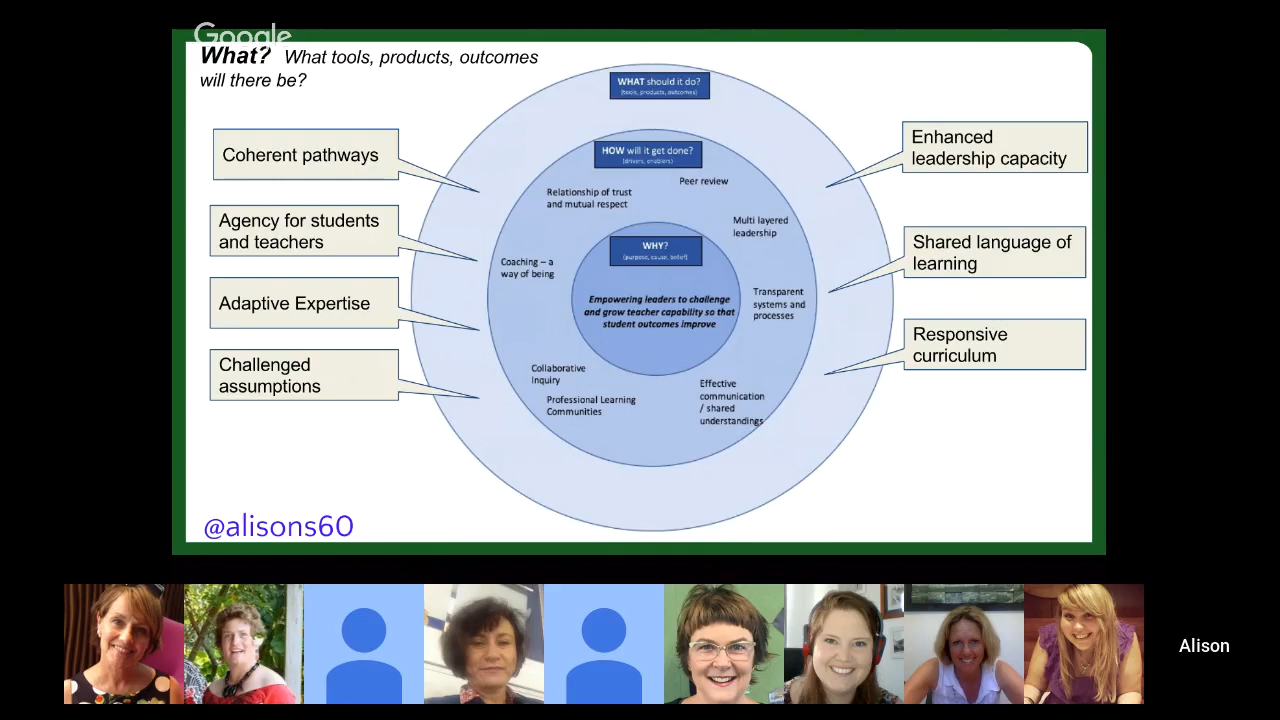 Google
What? What tools, products, outcomes
will there be?
WHAT should it do?
(tools, products, outcomes)
Coherent pathways
Agency for students
and teachers
Adaptive Expertise
Challenged
assumptions
HOW will it get done?
(drivers, enablers)
Peer review
Relationship of trust
and mutual respect
Multi layered
leadership
Coaching – a
way of being
WHY?
(purpose, cause, belief)
Empowering leaders to challenge
and grow teacher capability so that
student outcomes improve
Transparent
systems and
processes
Collaborative
Inquiry
Professional Learning
Communities
Effective
communication
/ shared
understandings
Enhanced
leadership capacity
Shared language of
learning
Responsive
curriculum
@alisons60
Alison